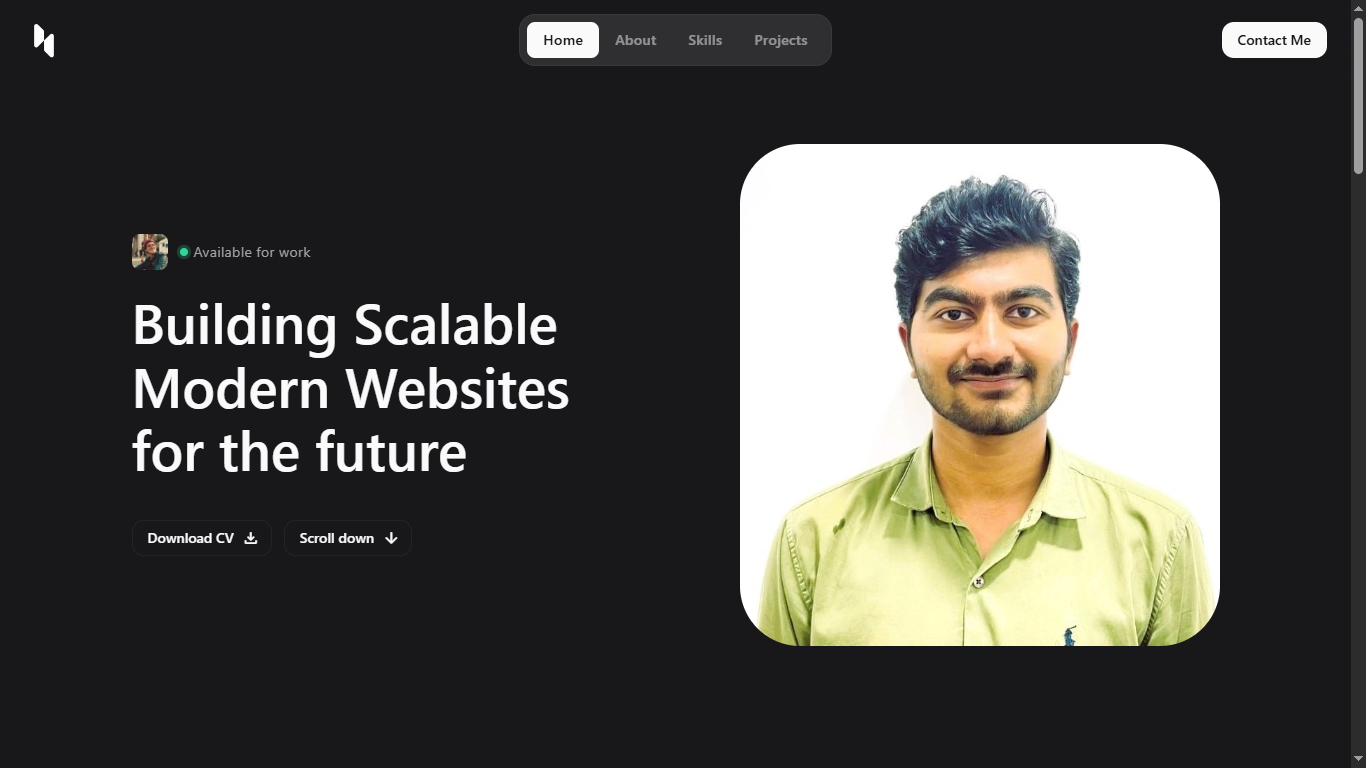 Home
About
Skills
Projects
Contact Me
Available for work
Building Scalable
Modern Websites
for the future
Download CV
Scroll down